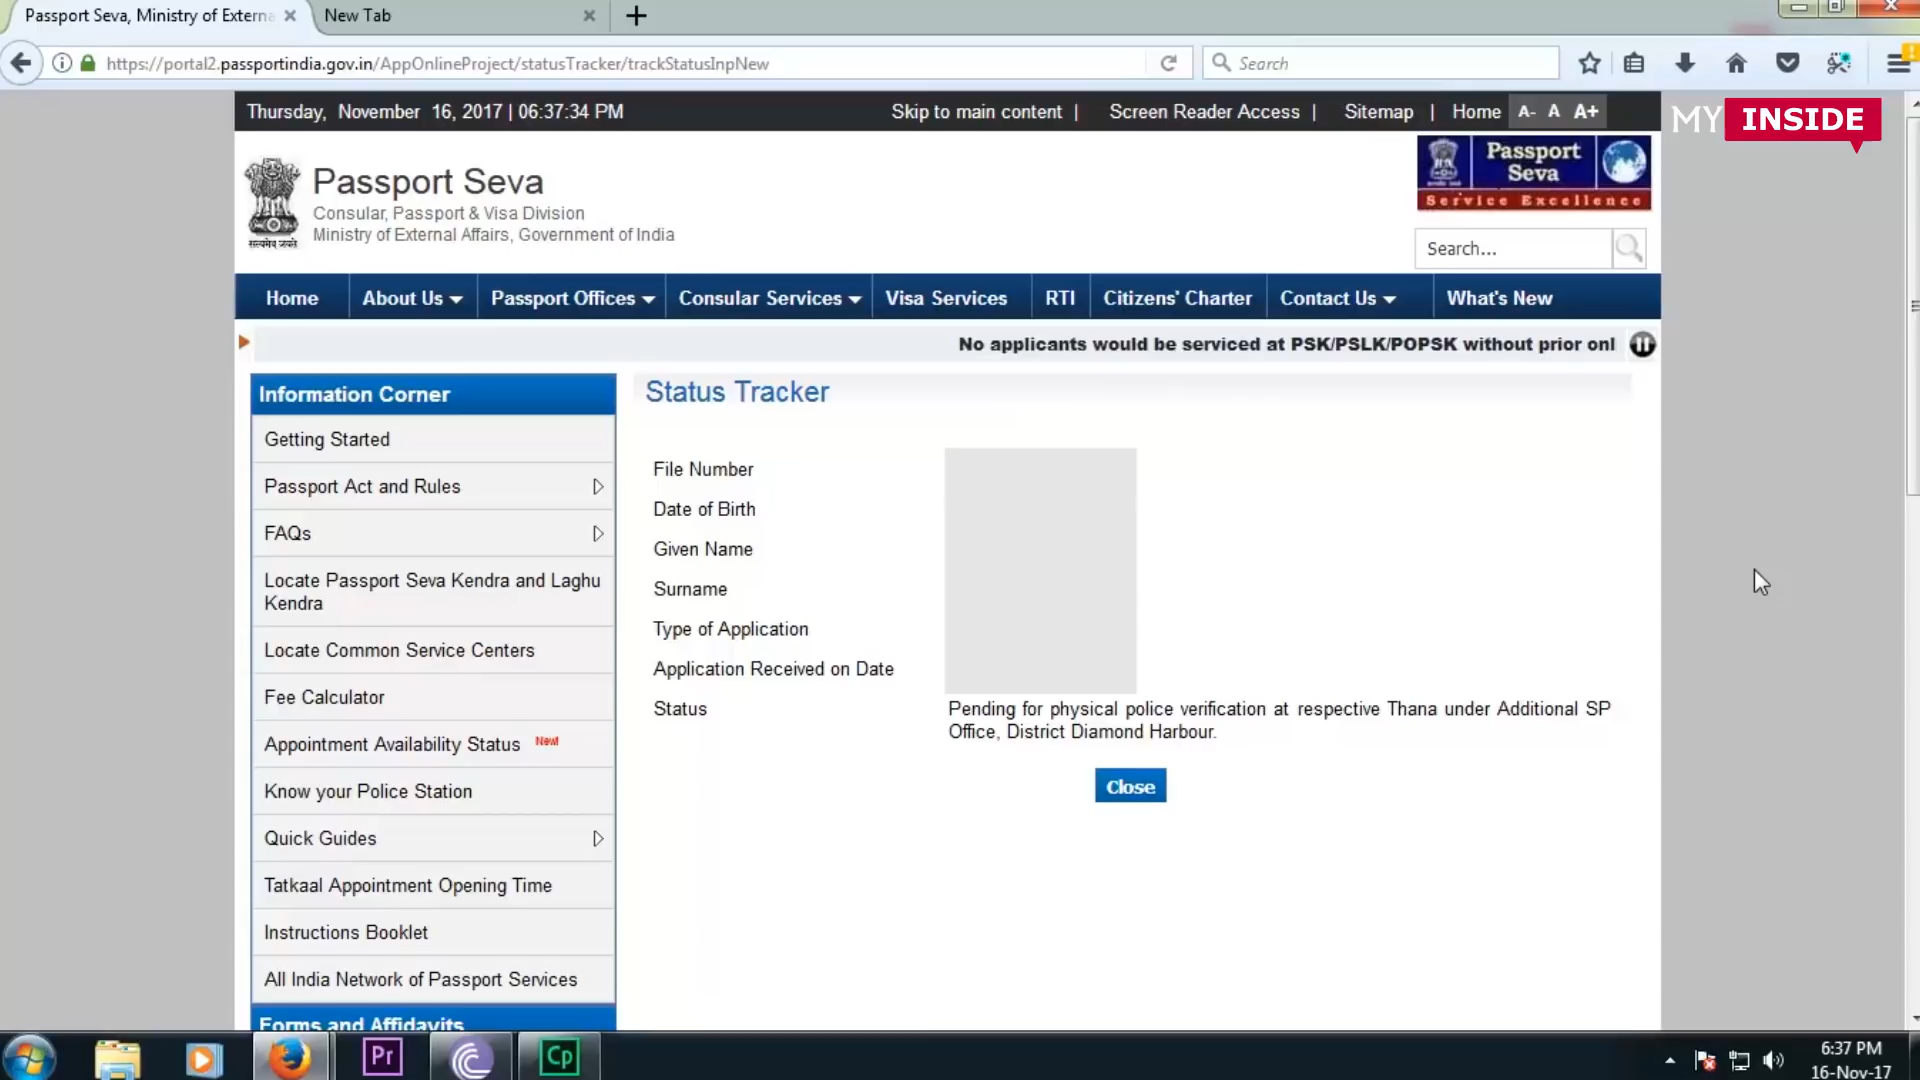 Passport Seva, Ministry of Externa
New Tab
https://portal2.passportindia.gov.in/AppOnlineProject/statusTracker/trackStatusInpNew
Search
Thursday, November 16, 2017 | 06:37:34 PM
Skip to main content |
Screen Reader Access |
Sitemap |
Home
A- A A+
MY INSIDE
Passport Seva
Consular, Passport & Visa Division
Ministry of External Affairs, Government of India
सत्यमेव जयते
Passport
Seva
Service Excellence
Search...
Home
About Us
Passport Offices
Consular Services
Visa Services
RTI
Citizens' Charter
Contact Us
What's New
No applicants would be serviced at PSK/PSLK/POPSK without prior onl
Information Corner
Getting Started
Passport Act and Rules
FAQs
Locate Passport Seva Kendra and Laghu
Kendra
Locate Common Service Centers
Fee Calculator
Appointment Availability Status New!
Know your Police Station
Quick Guides
Tatkaal Appointment Opening Time
Instructions Booklet
All India Network of Passport Services
Forms and Affidavits
Status Tracker
File Number
Date of Birth
Given Name
Surname
Type of Application
Application Received on Date
Status
Pending for physical police verification at respective Thana under Additional SP
Office, District Diamond Harbour.
Close
Pr
Cp
6:37 PM
16-Nov-17